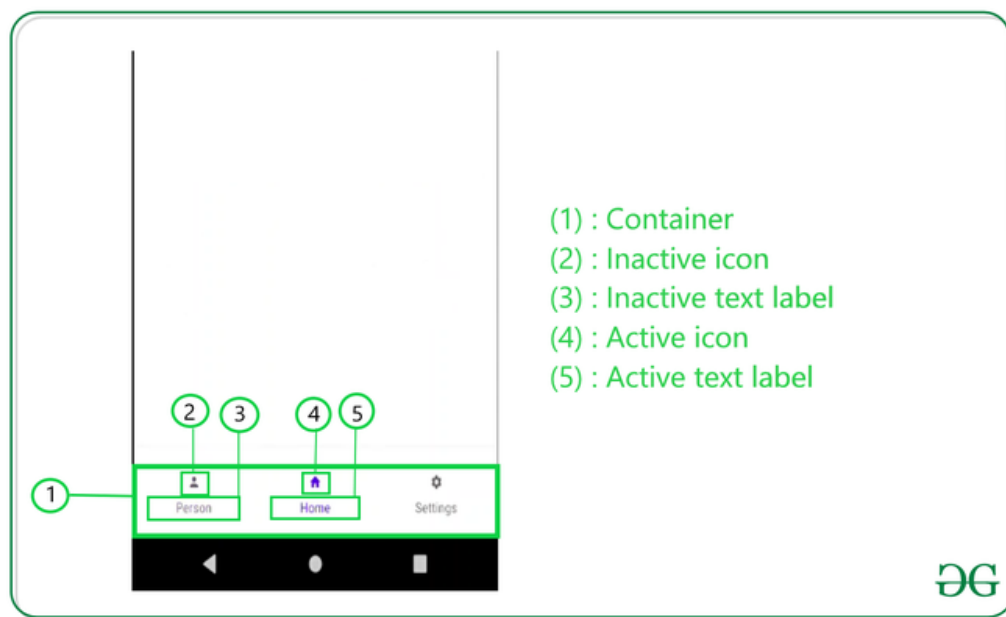 (1) : Container
(2) : Inactive icon
(3) : Inactive text label
(4) : Active icon
(5) : Active text label
2 3 4 5
1
Person Home Settings
GG